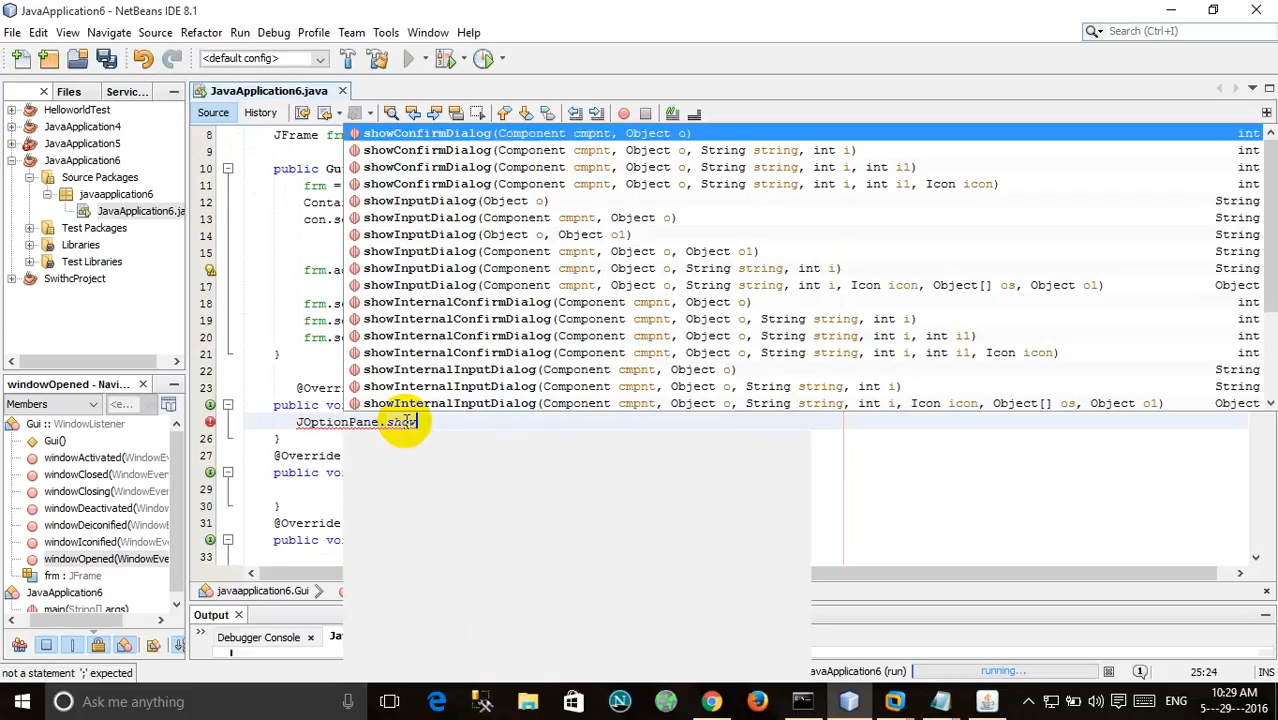 JavaApplication6 - NetBeans IDE 8.1
File Edit View Navigate Source Refactor Run Debug Profile Team Tools Window Help
Search (Ctrl+I)
<default config>
Files Servic...
HelloworldTest
JavaApplication4
JavaApplication5
JavaApplication6
Source Packages
javaapplication6
JavaApplication6.ja
Test Packages
Libraries
Test Libraries
SwithcProject
JavaApplication6.java
Source History
8 JFrame fr
9
10 public Gu
11 frm =
12 Conta
13 con.s
14
15
frm.a
17
18 frm.s
19 frm.s
20 frm.s
21 }
22
23 @Overr
public vo
JOptionPane.show
26 }
27 @Override
public vo
29
30 }
31 @Override
public vo
33
showConfirmDialog(Component cmpnt, Object o) int
showConfirmDialog(Component cmpnt, Object o, String string, int i) int
showConfirmDialog(Component cmpnt, Object o, String string, int i, int i1) int
showConfirmDialog(Component cmpnt, Object o, String string, int i, int i1, Icon icon) int
showInputDialog(Object o) String
showInputDialog(Component cmpnt, Object o) String
showInputDialog(Object o, Object o1) String
showInputDialog(Component cmpnt, Object o, Object o1) String
showInputDialog(Component cmpnt, Object o, String string, int i) String
showInputDialog(Component cmpnt, Object o, String string, int i, Icon icon, Object[] os, Object o1) Object
showInternalConfirmDialog(Component cmpnt, Object o) int
showInternalConfirmDialog(Component cmpnt, Object o, String string, int i) int
showInternalConfirmDialog(Component cmpnt, Object o, String string, int i, int i1) int
showInternalConfirmDialog(Component cmpnt, Object o, String string, int i, int i1, Icon icon) int
showInternalInputDialog(Component cmpnt, Object o) String
showInternalInputDialog(Component cmpnt, Object o, String string, int i) String
showInternalInputDialog(Component cmpnt, Object o, String string, int i, Icon icon, Object[] os, Object o1) Object
windowOpened - Navi...
Members <e...
Gui :: WindowListener
Gui()
windowActivated(WindowEv
windowClosed(WindowEvent
windowClosing(WindowEven
windowDeactivated(Window
windowDeiconified(Window
windowIconified(WindowEv
windowOpened(WindowEve
frm : JFrame
JavaApplication6
main(String[] args)
javaapplication6.Gui
Output
Debugger Console
not a statement ';' expected
avaApplication6 (run) running... 25:24 INS
Ask me anything
ENG
10:29 AM
5---29---2016